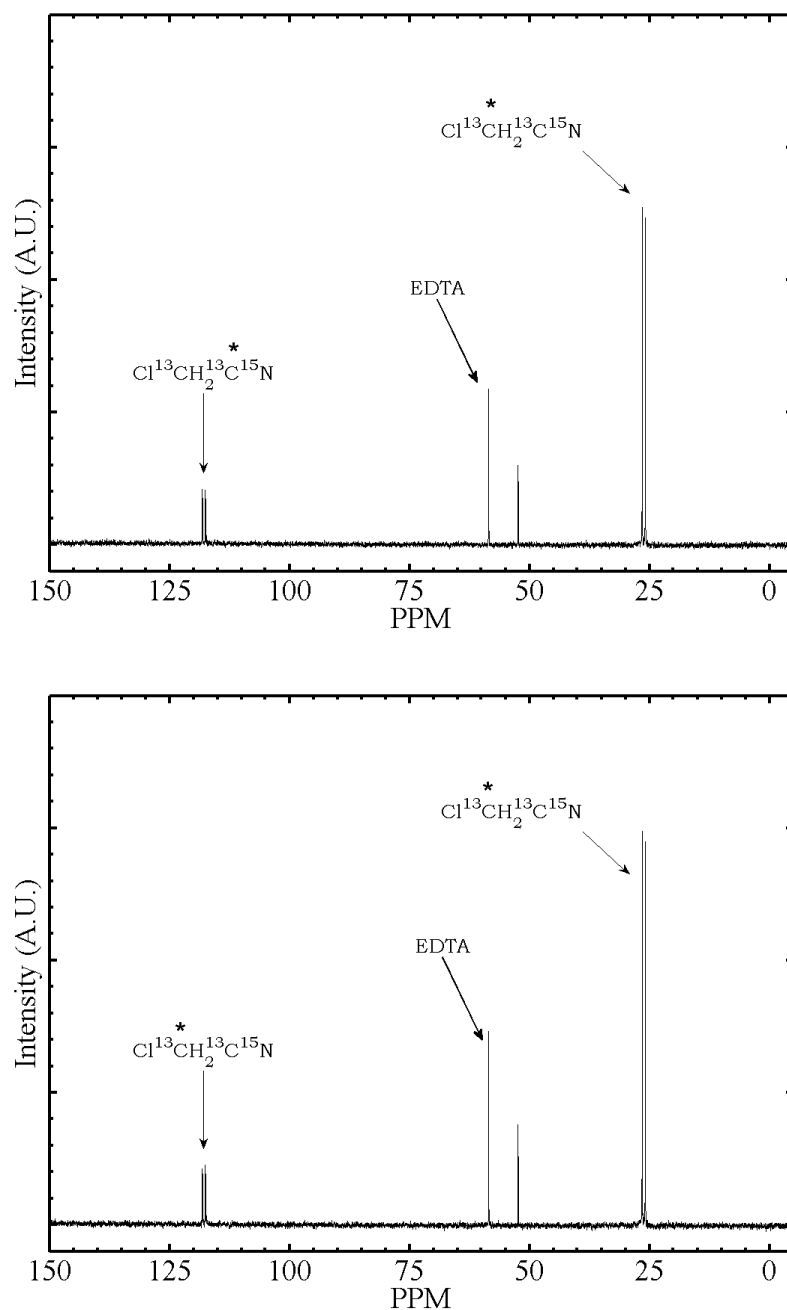 *
Cl¹³CH₂¹³C¹⁵N
EDTA
*
Cl¹³CH₂¹³C¹⁵N
Intensity (A.U.)
150 125 100 75 50 25 0
PPM
*
Cl¹³CH₂¹³C¹⁵N
EDTA
*
Cl¹³CH₂¹³C¹⁵N
Intensity (A.U.)
150 125 100 75 50 25 0
PPM